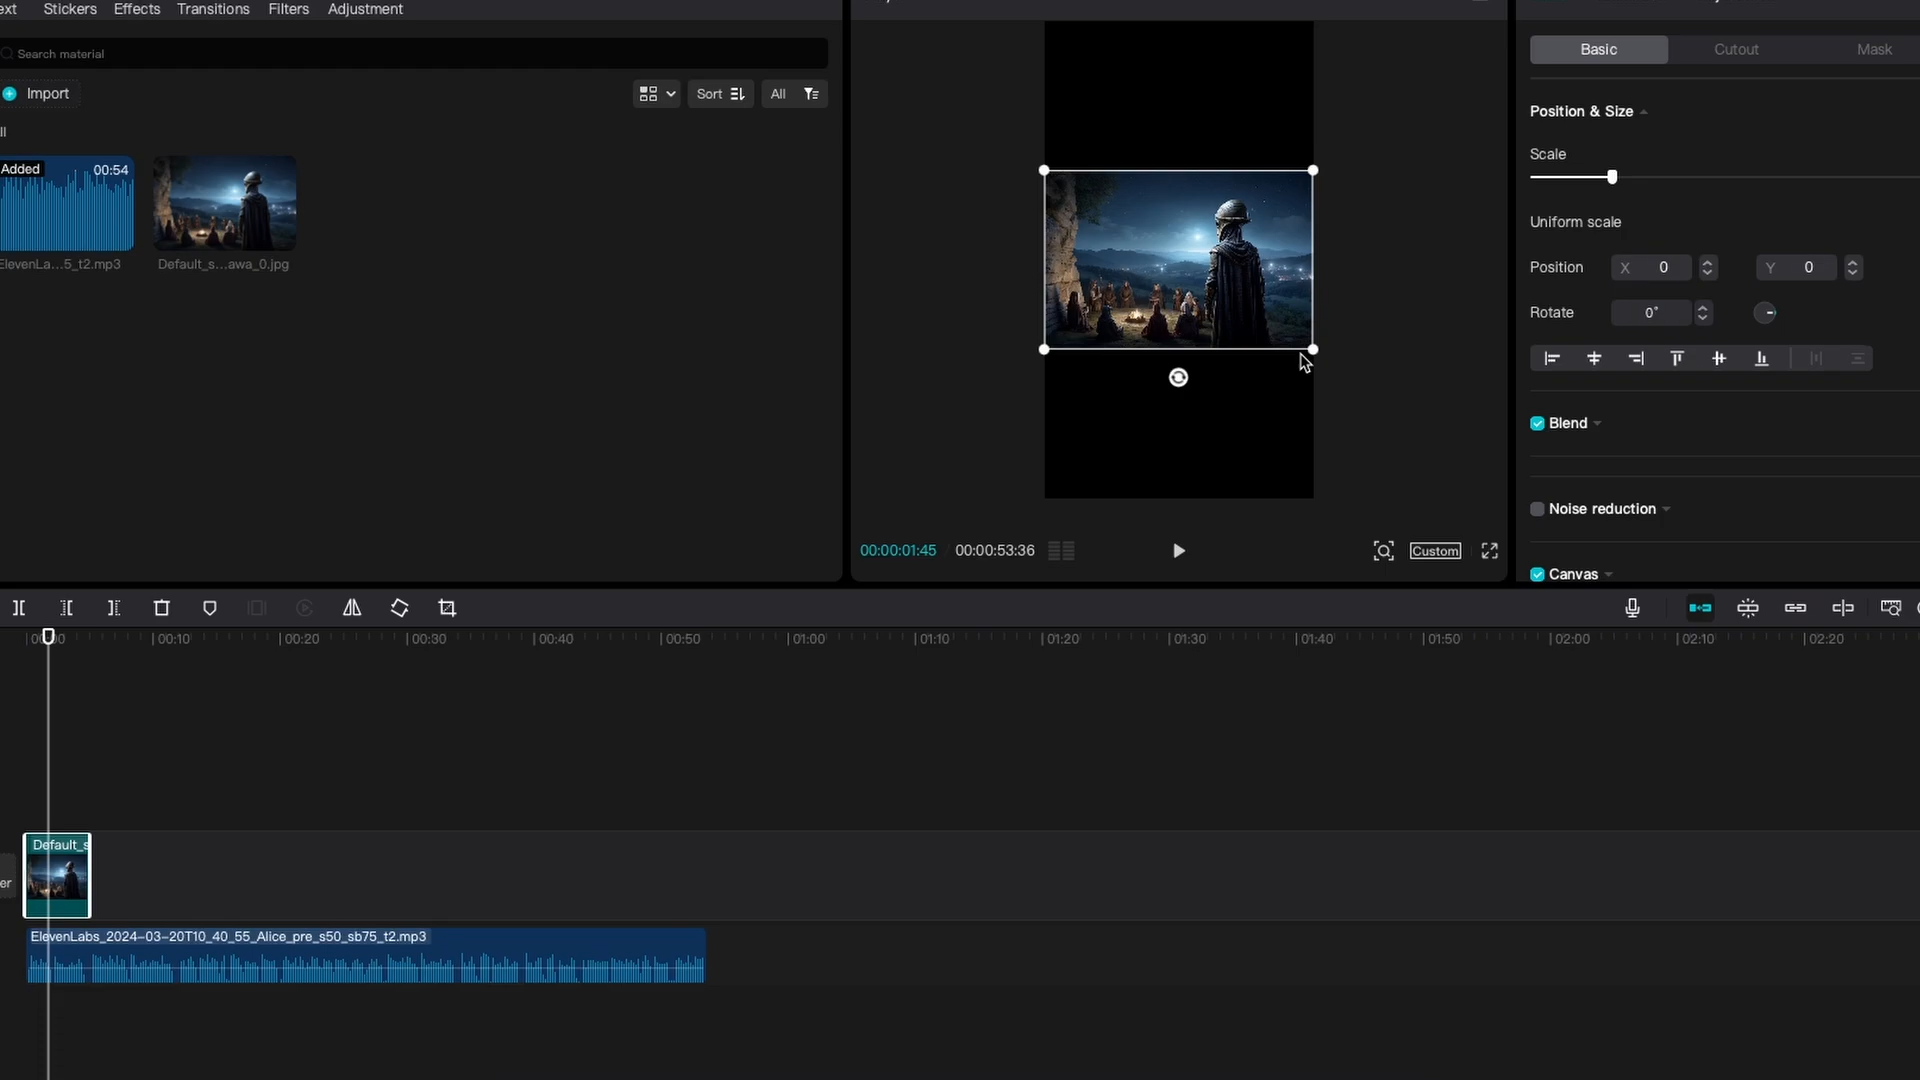 ext Stickers Effects Transitions Filters Adjustment
Search material
Import
Sort All
ll
Added 00:54
ElevenLa...5_t2.mp3 Default_s...awa_0.jpg
00:00:01:45 00:00:53:36 Custom
Basic Cutout Mask
Position & Size
Scale
Uniform scale
Position X 0 Y 0
Rotate 0°
Blend
Noise reduction
Canvas
00:00 00:10 00:20 00:30 00:40 00:50 01:00 01:10 01:20 01:30 01:40 01:50 02:00 02:10 02:20
Default_s
er
ElevenLabs_2024-03-20T10_40_55_Alice_pre_s50_sb75_t2.mp3